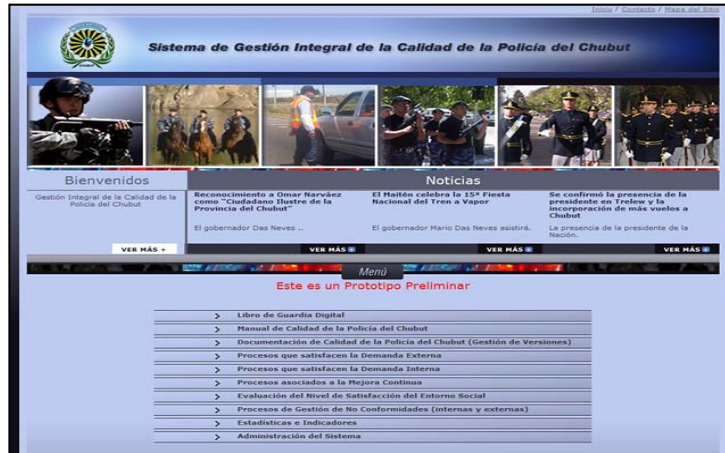 Inicio / Contacto / Mapa del Sitio
Sistema de Gestión Integral de la Calidad de la Policía del Chubut
CHUBUT
Bienvenidos
Gestión Integral de la Calidad de la
Policía del Chubut
VER MÁS +
Noticias
Reconocimiento a Omar Narváez
como "Ciudadano Ilustre de la
Provincia del Chubut"
El gobernador Das Neves ..
VER MÁS
El Maitén celebra la 15ª Fiesta
Nacional del Tren a Vapor
El gobernador Mario Das Neves asistirá.
VER MÁS
Se confirmó la presencia de la
presidente en Trelew y la
incorporación de más vuelos a
Chubut
La presencia de la presidente de la
Nación.
VER MÁS
Menú
Este es un Prototipo Preliminar
Libro de Guardia Digital
Manual de Calidad de la Policía del Chubut
Documentación de Calidad de la Policía del Chubut (Gestión de Versiones)
Procesos que satisfacen la Demanda Externa
Procesos que satisfacen la Demanda Interna
Procesos asociados a la Mejora Continua
Evaluación del Nivel de Satisfacción del Entorno Social
Procesos de Gestión de No Conformidades (internas y externas)
Estadísticas e Indicadores
Administración del Sistema